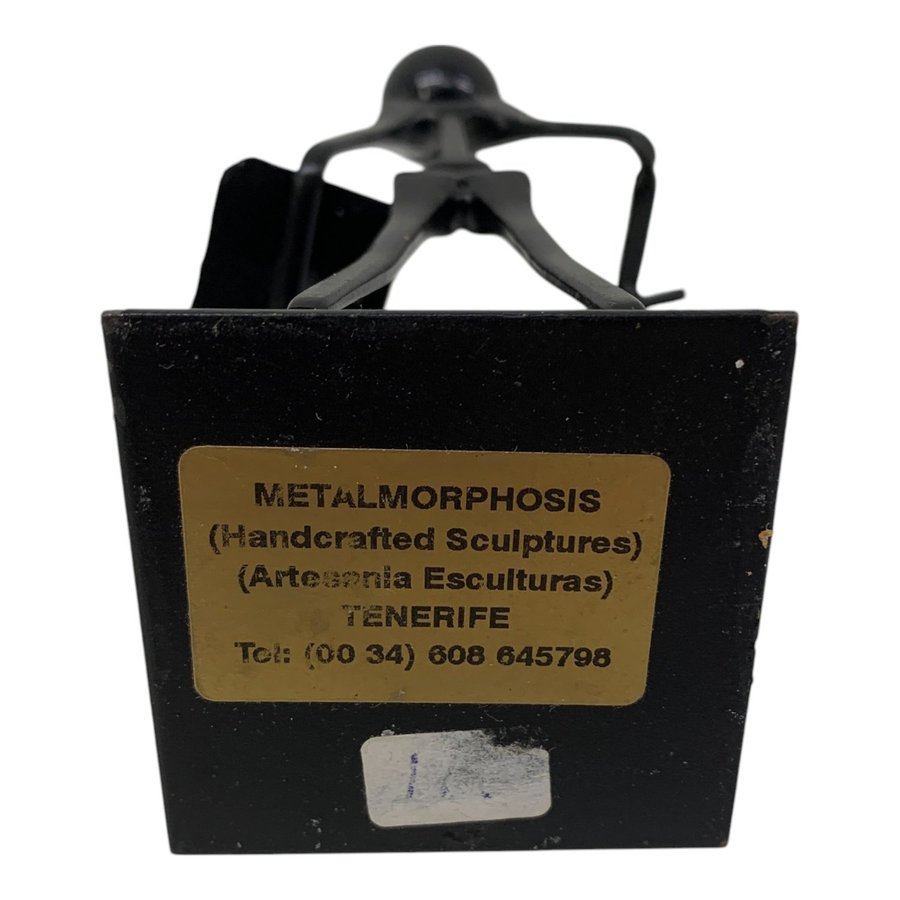 METALMORPHOSIS
(Handcrafted Sculptures)
(Artesania Esculturas)
TENERIFE
Tel: (00 34) 608 645798